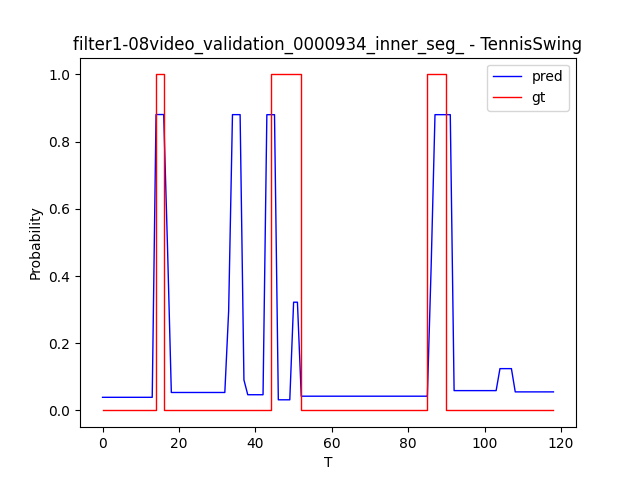 filter1-08video_validation_0000934_inner_seg_ - TennisSwing
pred
gt
1.0
0.8
0.6
0.4
0.2
0.0
Probability
0 20 40 60 80 100 120
T